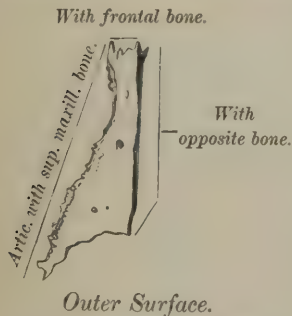 With frontal bone.
Artic. with sup. maxill. bone.
With
opposite bone.
Outer Surface.